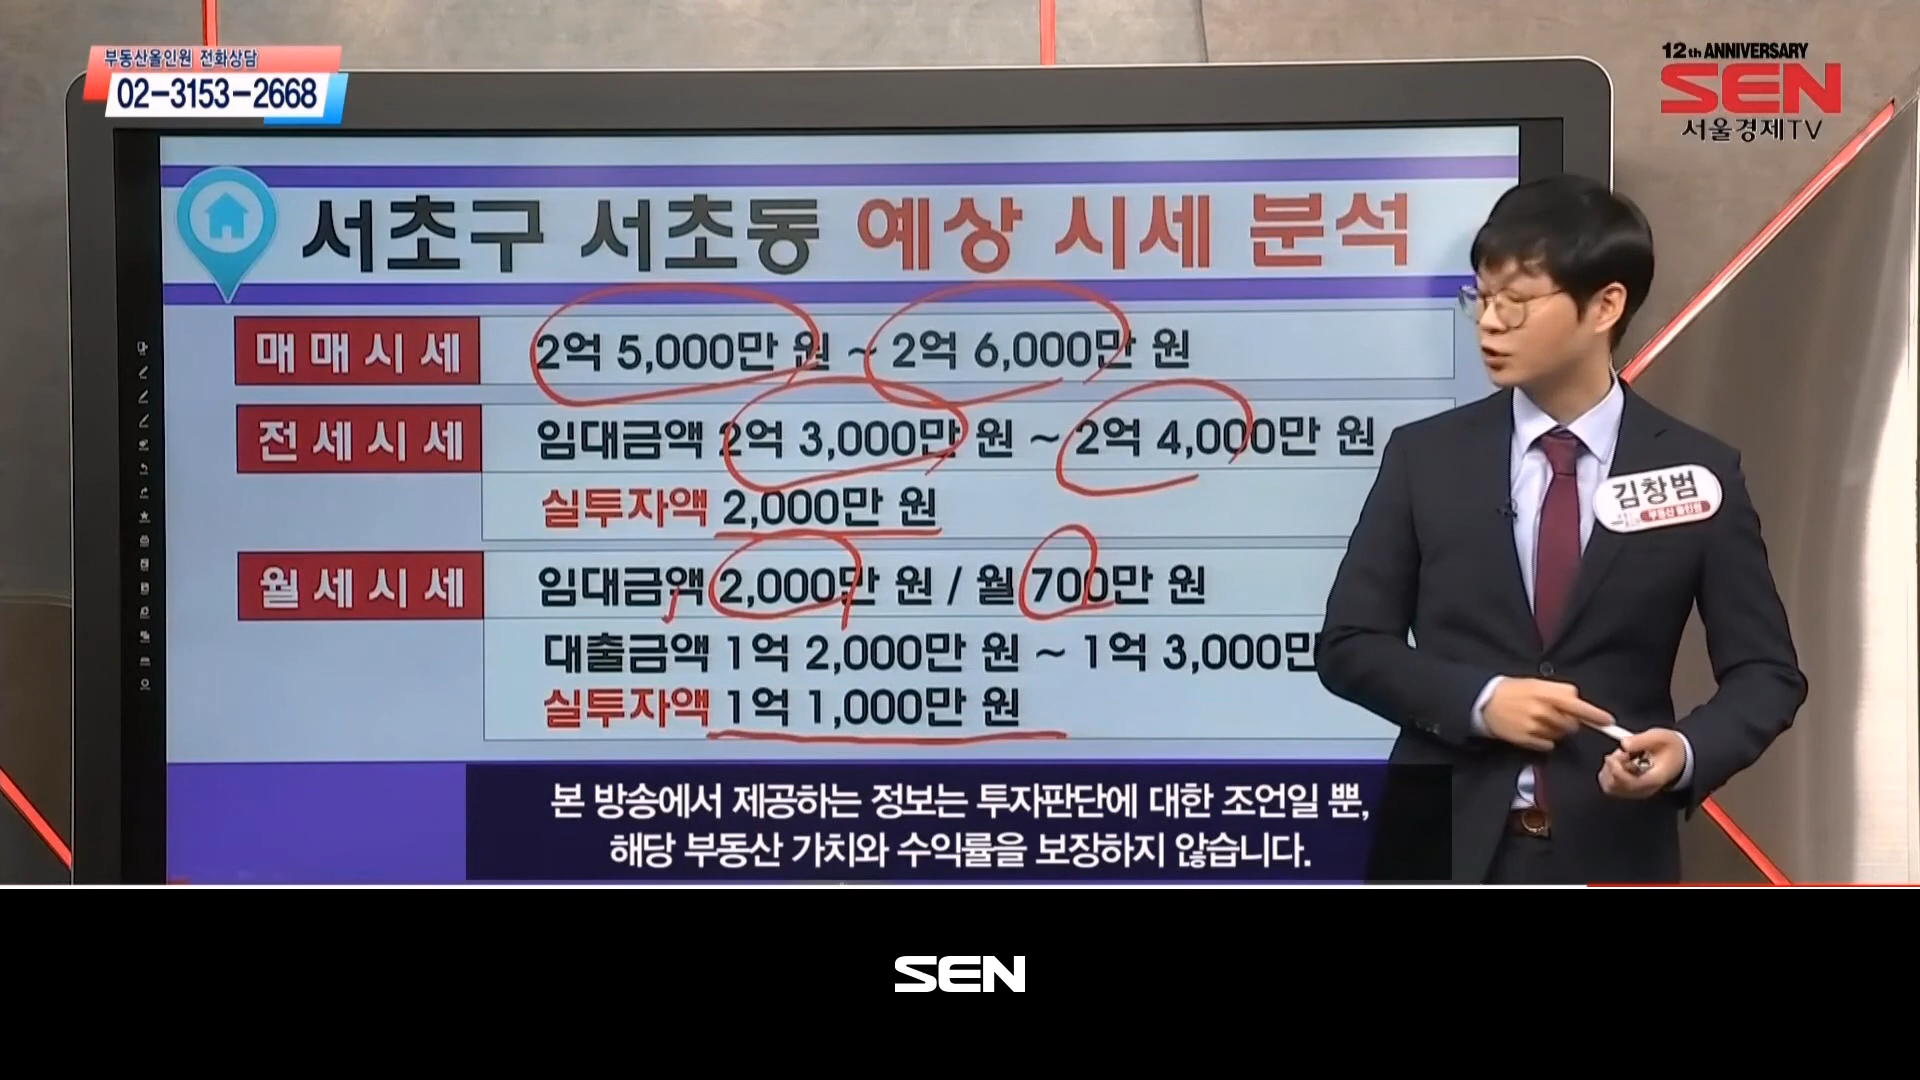 부동산올인원 전화상담
02-3153-2668
12th ANNIVERSARY
SEN
서울경제TV
서초구 서초동 예상 시세 분석
매매시세 2억 5,000만 원 ~ 2억 6,000만 원
전세시세 임대금액 2억 3,000만 원 ~ 2억 4,000만 원
실투자액 2,000만 원
월세시세 임대금액 2,000만 원 / 월 700만 원
대출금액 1억 2,000만 원 ~ 1억 3,000만
실투자액 1억 1,000만 원
김창범
부동산 올인원
본 방송에서 제공하는 정보는 투자판단에 대한 조언일 뿐,
해당 부동산 가치와 수익률을 보장하지 않습니다.
SEN